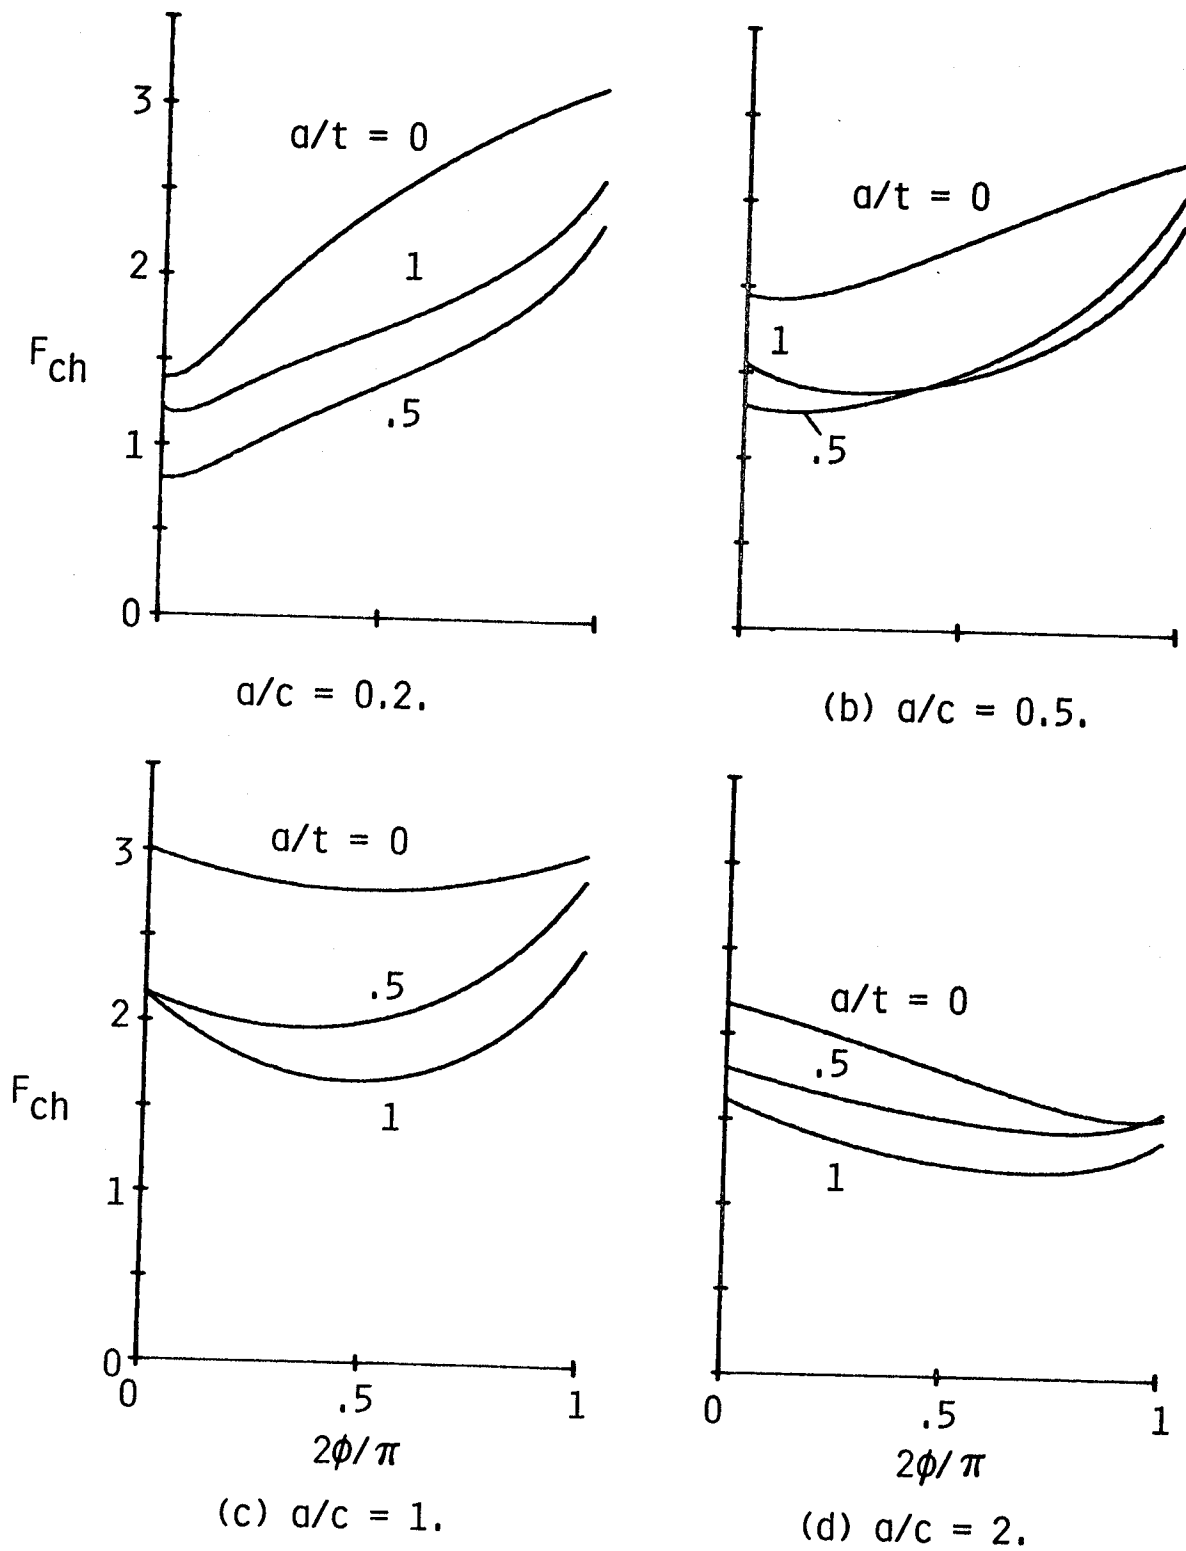 3
a/t = 0
2
1
F_ch
.5
1
0
a/c = 0.2.
a/t = 0
1
.5
(b) a/c = 0.5.
3
a/t = 0
.5
2
F_ch
1
1
0
0
.5
1
2ϕ/π
(c) a/c = 1.
a/t = 0
.5
1
0
.5
1
2ϕ/π
(d) a/c = 2.